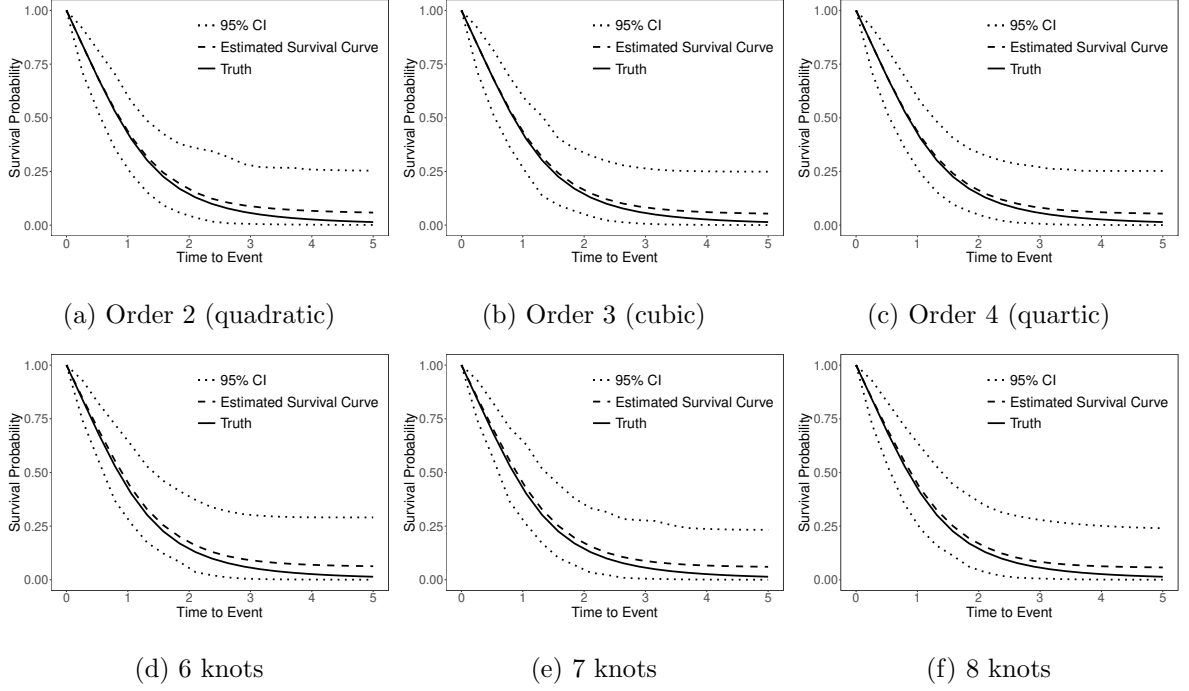 1.00
0.75
0.50
0.25
0.00
Survival Probability
95% CI
Estimated Survival Curve
Truth
0 1 2 3 4 5
Time to Event
(a) Order 2 (quadratic)
1.00
0.75
0.50
0.25
0.00
Survival Probability
95% CI
Estimated Survival Curve
Truth
0 1 2 3 4 5
Time to Event
(b) Order 3 (cubic)
1.00
0.75
0.50
0.25
0.00
Survival Probability
95% CI
Estimated Survival Curve
Truth
0 1 2 3 4 5
Time to Event
(c) Order 4 (quartic)
1.00
0.75
0.50
0.25
0.00
Survival Probability
95% CI
Estimated Survival Curve
Truth
0 1 2 3 4 5
Time to Event
(d) 6 knots
1.00
0.75
0.50
0.25
0.00
Survival Probability
95% CI
Estimated Survival Curve
Truth
0 1 2 3 4 5
Time to Event
(e) 7 knots
1.00
0.75
0.50
0.25
0.00
Survival Probability
95% CI
Estimated Survival Curve
Truth
0 1 2 3 4 5
Time to Event
(f) 8 knots